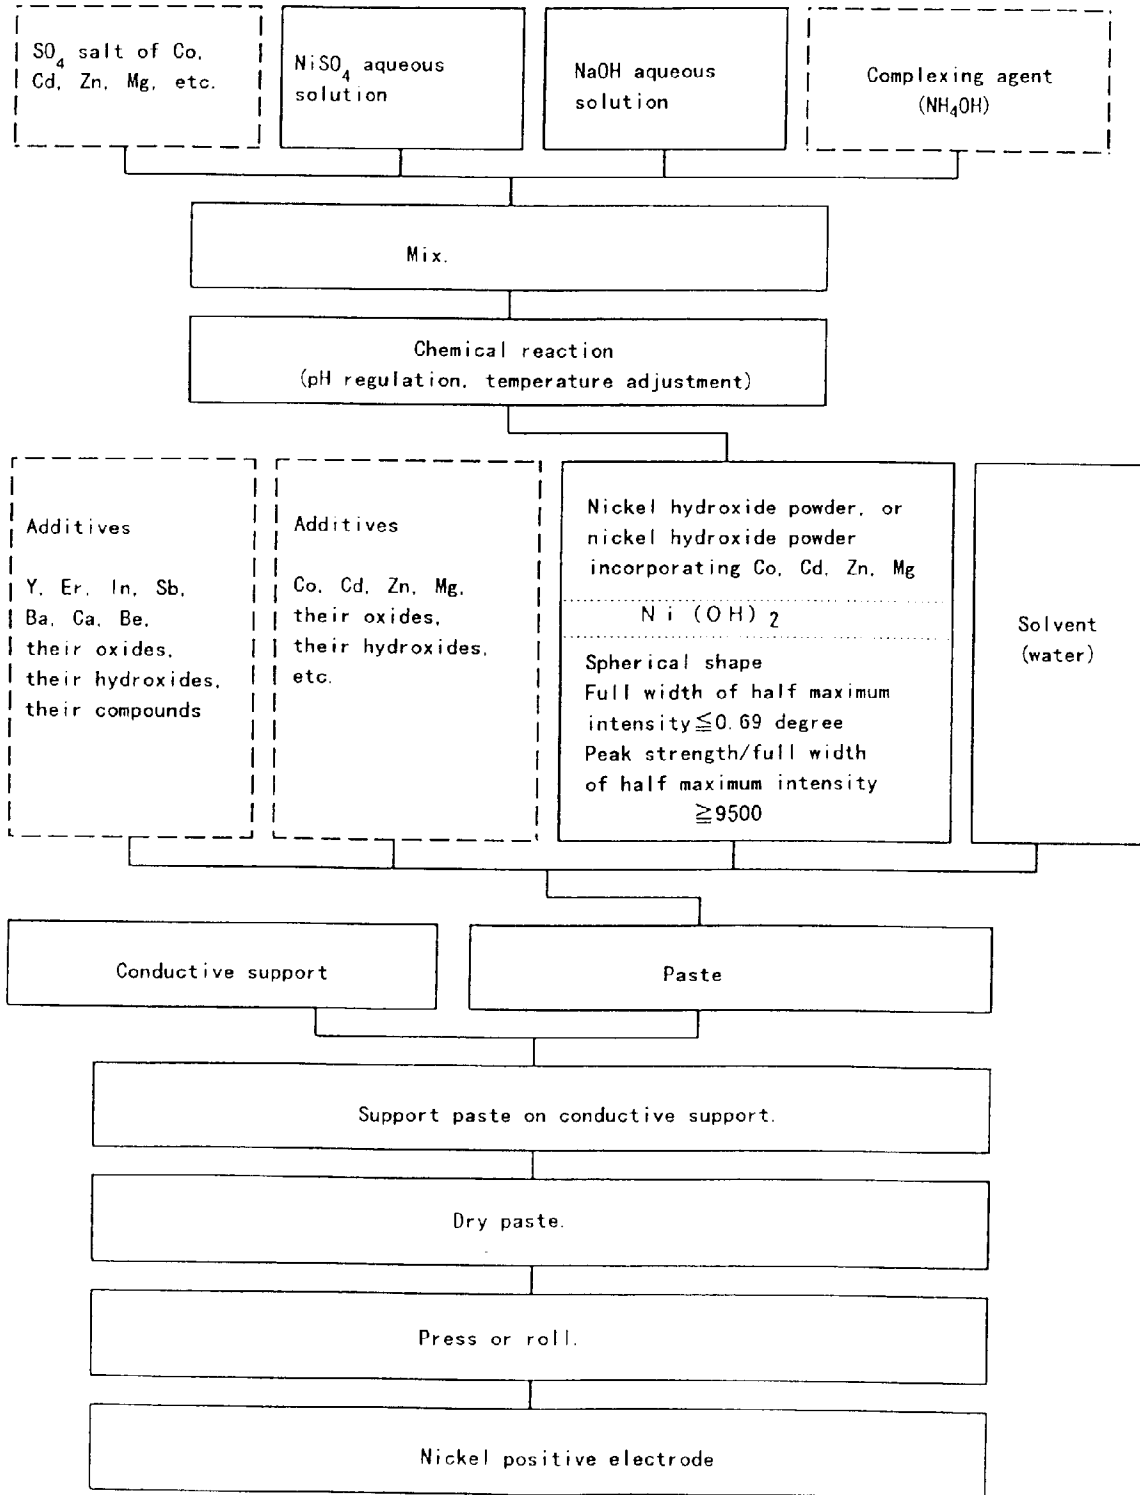 SO4 salt of Co,
Cd, Zn, Mg, etc.
NiSO4 aqueous
solution
NaOH aqueous
solution
Complexing agent
(NH4OH)
Mix.
Chemical reaction
(pH regulation, temperature adjustment)
Additives
Y, Er, In, Sb,
Ba, Ca, Be,
their oxides,
their hydroxides,
their compounds
Additives
Co, Cd, Zn, Mg,
their oxides,
their hydroxides,
etc.
Nickel hydroxide powder, or
nickel hydroxide powder
incorporating Co, Cd, Zn, Mg
Ni (OH) 2
Spherical shape
Full width of half maximum
intensity≦0.69 degree
Peak strength/full width
of half maximum intensity
≧9500
Solvent
(water)
Conductive support
Paste
Support paste on conductive support.
Dry paste.
Press or roll.
Nickel positive electrode